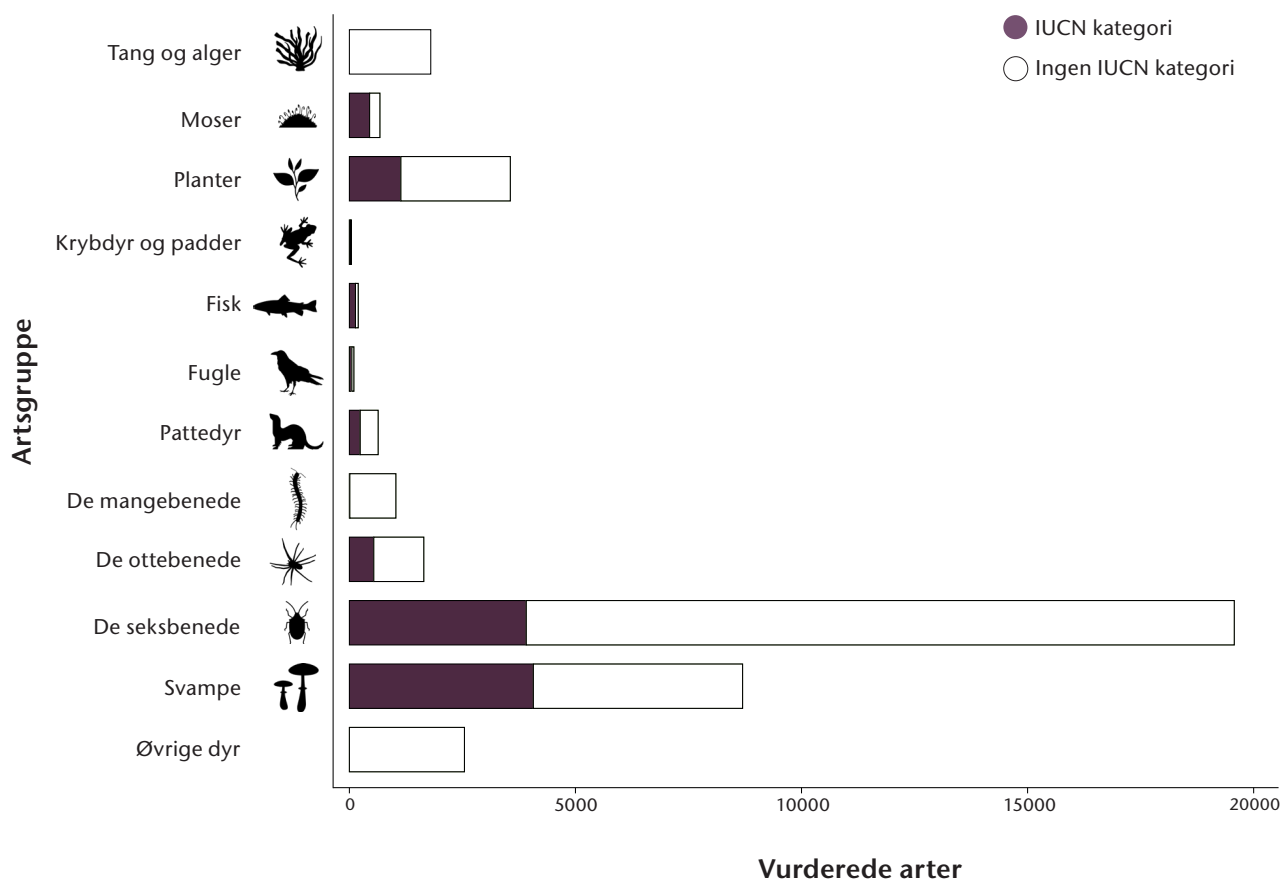 IUCN kategori
Ingen IUCN kategori
Artsgruppe
Tang og alger
Moser
Planter
Krybdyr og padder
Fisk
Fugle
Pattedyr
De mangebenede
De ottebenede
De seksbenede
Svampe
Øvrige dyr
0 5000 10000 15000 20000
Vurderede arter